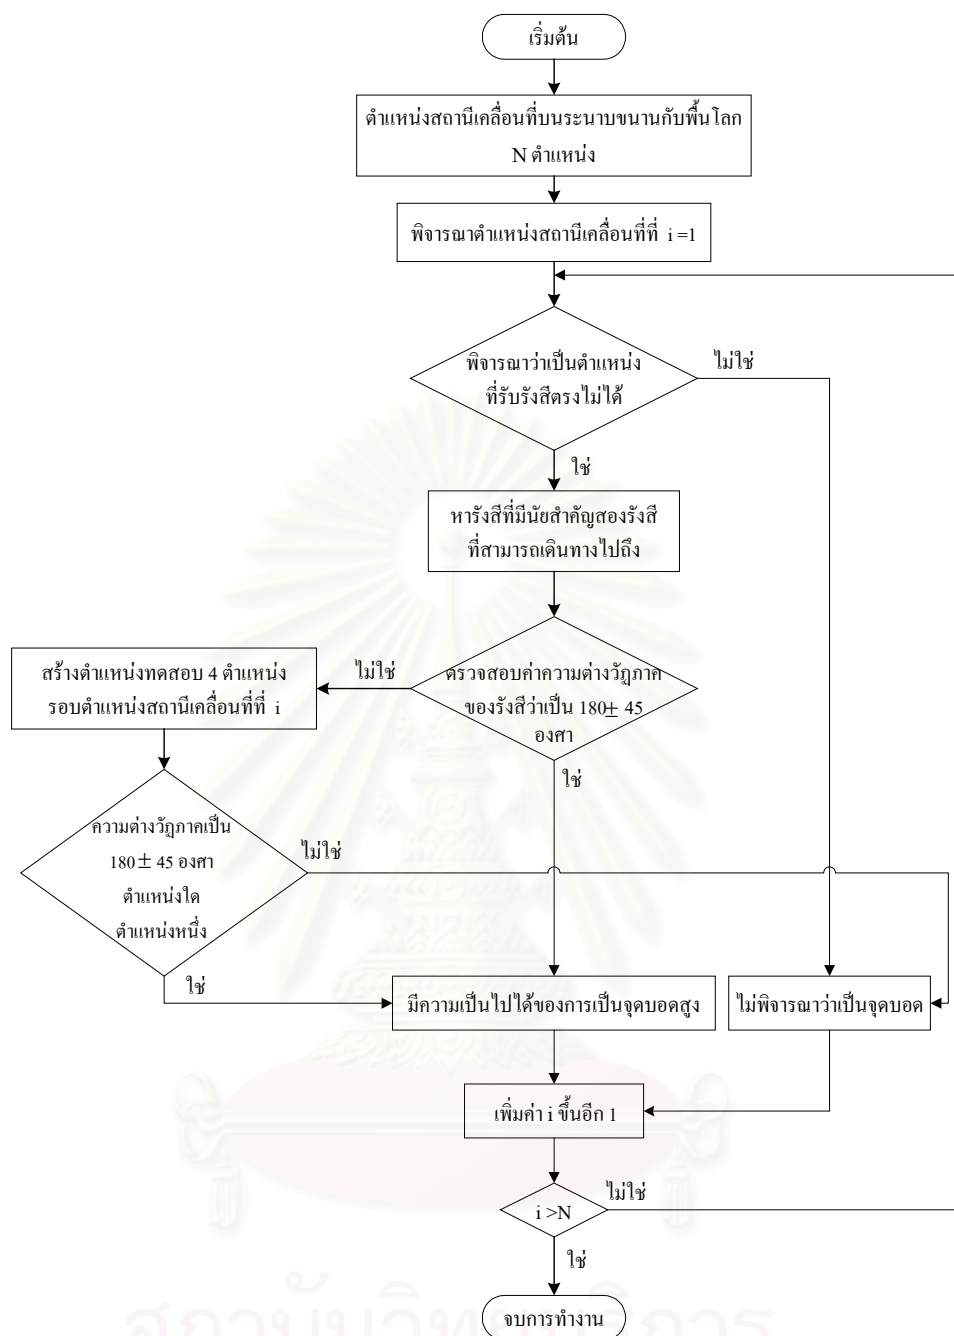 เริ่มต้น
ตำแหน่งสถานีเคลื่อนที่บนระนาบขนานกับพื้นโลก
N ตำแหน่ง
พิจารณาตำแหน่งสถานีเคลื่อนที่ที่ i =1
พิจารณาว่าเป็นตำแหน่ง
ที่รับรังสีตรงไม่ได้
ไม่ใช่
ใช่
หารังสีที่มีนัยสำคัญสองรังสี
ที่สามารถเดินทางไปถึง
สร้างตำแหน่งทดสอบ 4 ตำแหน่ง
รอบตำแหน่งสถานีเคลื่อนที่ที่ i
ไม่ใช่
ตรวจสอบค่าความต่างวัฏภาค
ของรังสีว่าเป็น 180± 45
องศา
ใช่
ความต่างวัฏภาคเป็น
180± 45 องศา
ตำแหน่งใด
ตำแหน่งหนึ่ง
ไม่ใช่
ใช่
มีความเป็นไปได้ของการเป็นจุดบอดสูง
ไม่พิจารณาว่าเป็นจุดบอด
เพิ่มค่า i ขึ้นอีก 1
i >N
ไม่ใช่
ใช่
จบการทำงาน
สถาบันวิทยบริการ